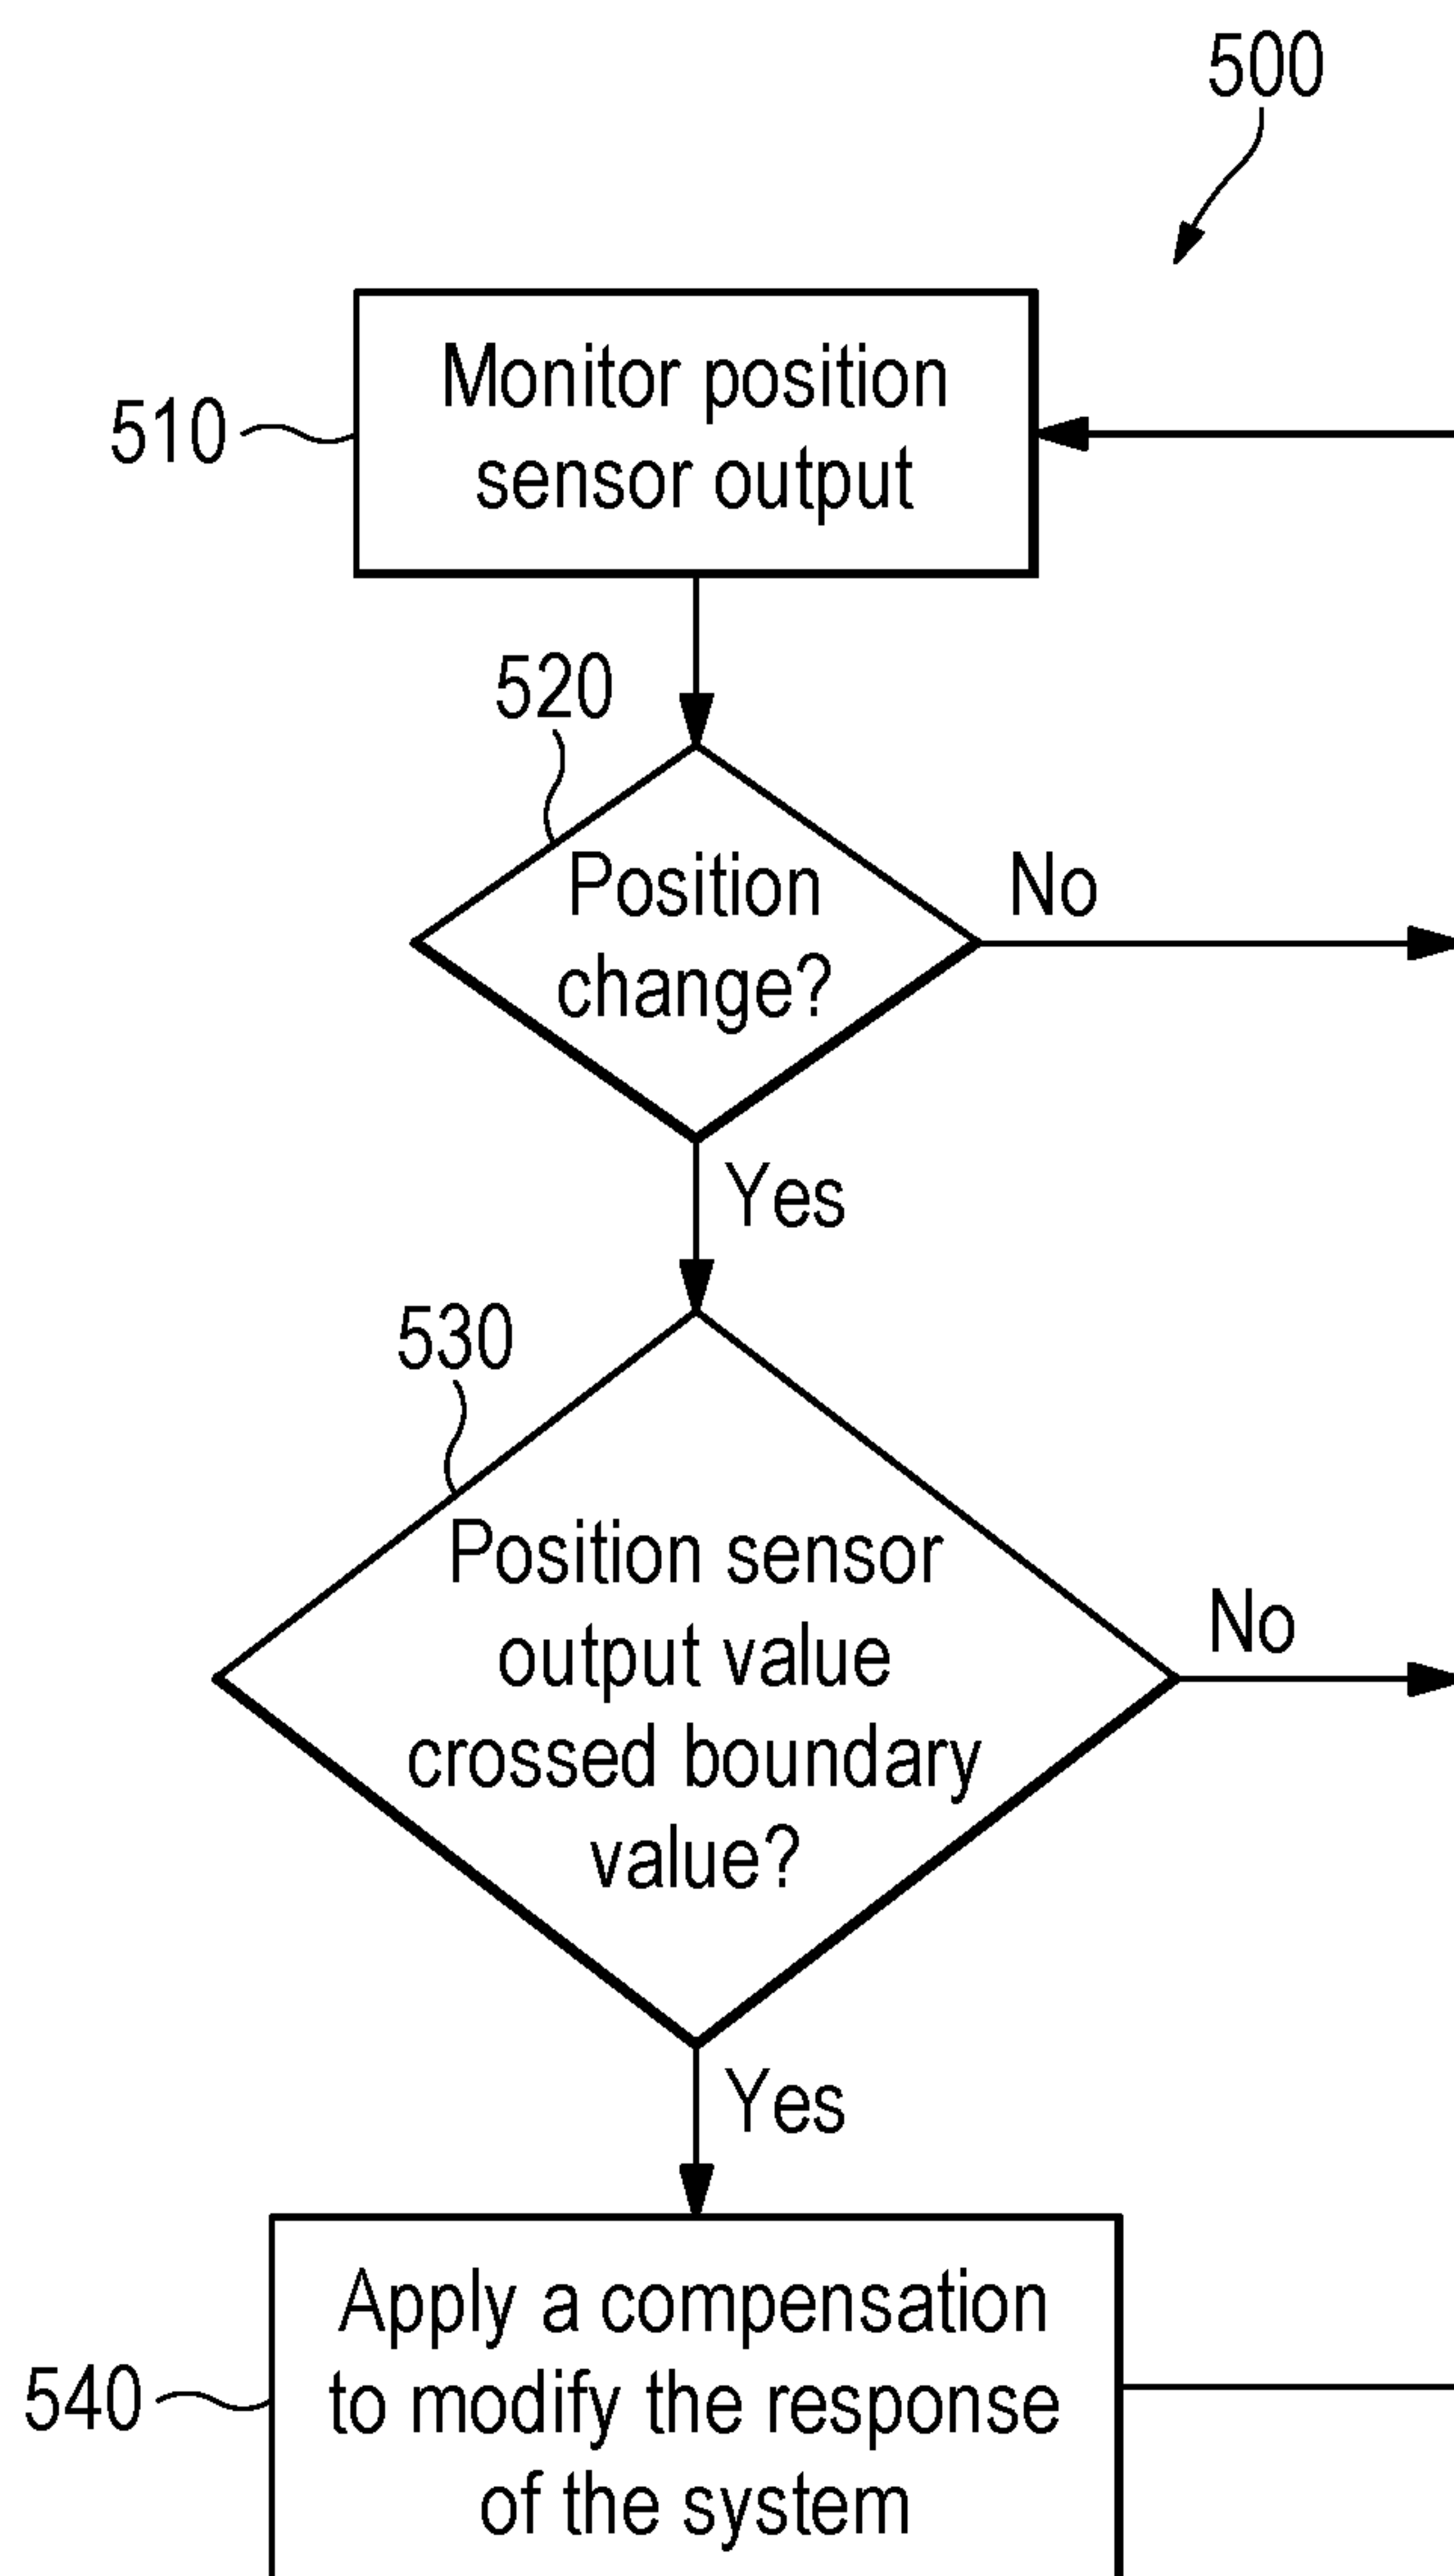 500
510
Monitor position
sensor output
520
Position
change?
No
Yes
530
Position sensor
output value
crossed boundary
value?
No
Yes
540
Apply a compensation
to modify the response
of the system